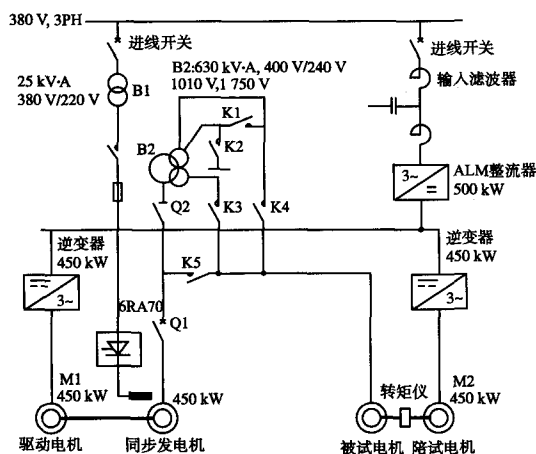 380 V, 3PH
进线开关
进线开关
25 kV·A
380 V/220 V
B1
B2:630 kV·A, 400 V/240 V
1010 V,1 750 V
输入滤波器
K1
K2
B2
3~
ALM整流器
500 kW
Q2
K3
K4
逆变器
450 kW
逆变器
450 kW
K5
3~
3~
6RA70
Q1
M1
450 kW
450 kW
转矩仪
M2
450 kW
驱动电机
同步发电机
被试电机
陪试电机